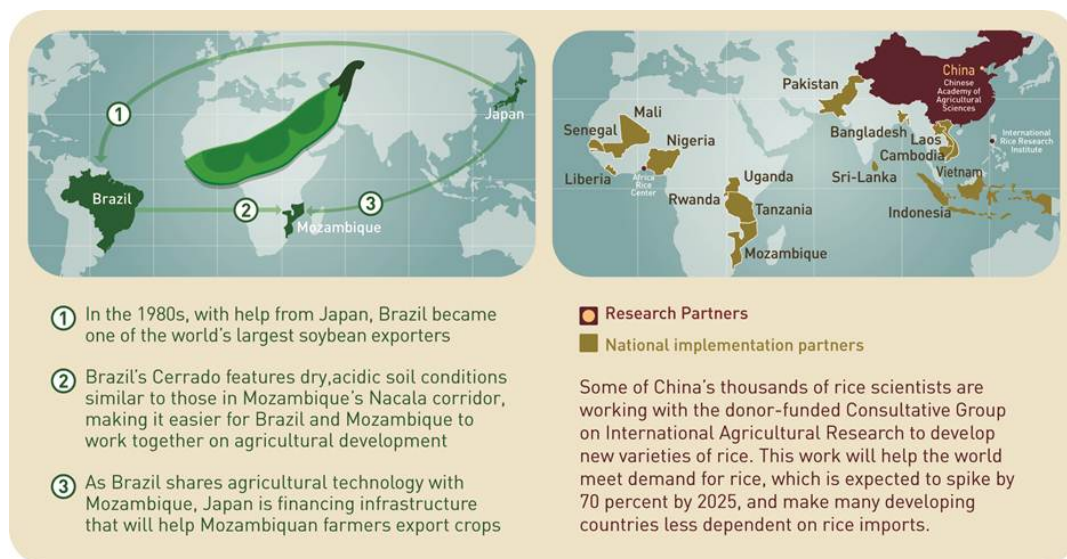 1
Japan
Brazil
2
3
Mozambique
1 In the 1980s, with help from Japan, Brazil became
one of the world's largest soybean exporters
2 Brazil's Cerrado features dry,acidic soil conditions
similar to those in Mozambique's Nacala corridor,
making it easier for Brazil and Mozambique to
work together on agricultural development
3 As Brazil shares agricultural technology with
Mozambique, Japan is financing infrastructure
that will help Mozambiquan farmers export crops
China
Chinese
Academy of
Agricultural
Sciences
Pakistan
Mali
Senegal
Nigeria
Bangladesh
Laos
International
Rice Research
Institute
Cambodia
Liberia
Africa
Rice
Center
Uganda
Sri-Lanka
Vietnam
Rwanda
Tanzania
Indonesia
Mozambique
Research Partners
National implementation partners
Some of China's thousands of rice scientists are
working with the donor-funded Consultative Group
on International Agricultural Research to develop
new varieties of rice. This work will help the world
meet demand for rice, which is expected to spike by
70 percent by 2025, and make many developing
countries less dependent on rice imports.